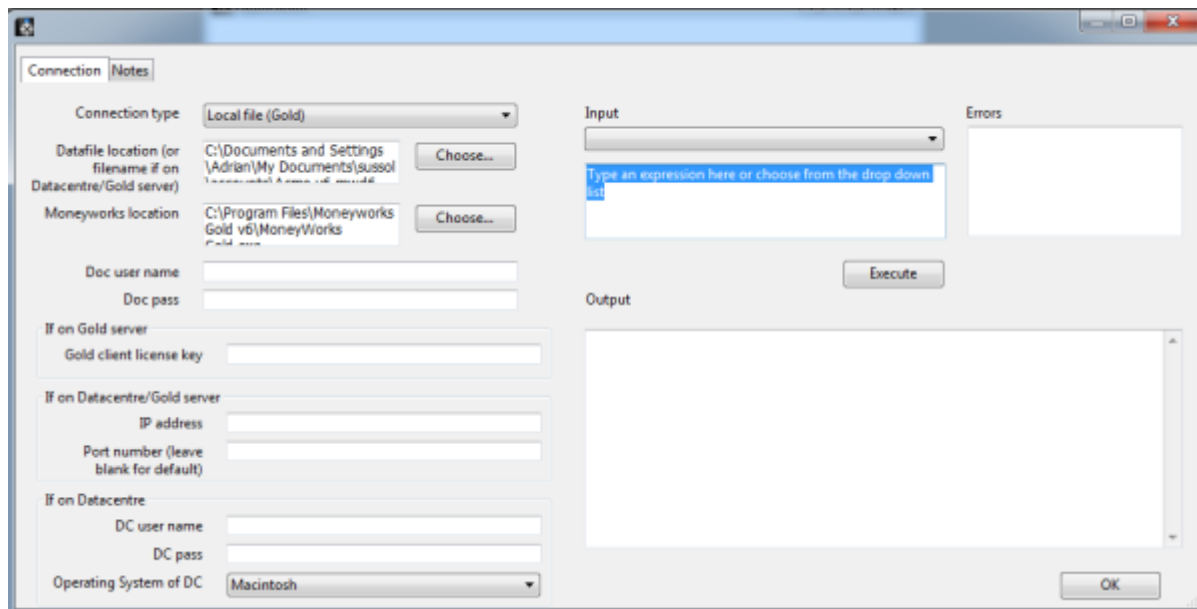 Connection Notes
Connection type
Local file (Gold)
Datafile location (or
filename if on
Datacentre/Gold server)
C:\Documents and Settings
\Adrian\My Documents\sussol
Choose...
Moneyworks location
C:\Program Files\Moneyworks
Gold v6\MoneyWorks
Choose...
Doc user name
Doc pass
If on Gold server
Gold client license key
If on Datacentre/Gold server
IP address
Port number (leave
blank for default)
If on Datacentre
DC user name
DC pass
Operating System of DC
Macintosh
Input
Type an expression here or choose from the drop down
list
Errors
Execute
Output
OK